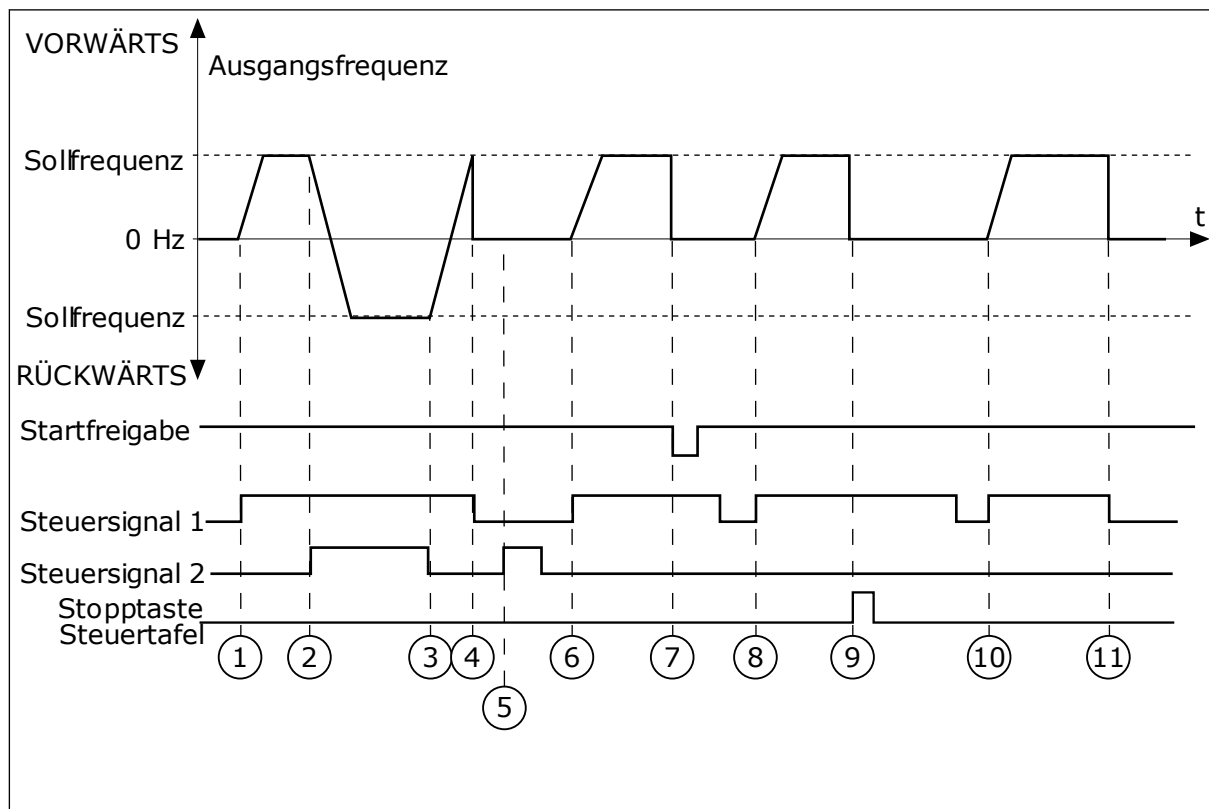 VORWÄRTS
Ausgangsfrequenz
Sollfrequenz
0 Hz
t
Sollfrequenz
RÜCKWÄRTS
Startfreigabe
Steuersignal 1
Steuersignal 2
Stopptaste
Steuertafel
1 2 3 4 6 7 8 9 10 11
5